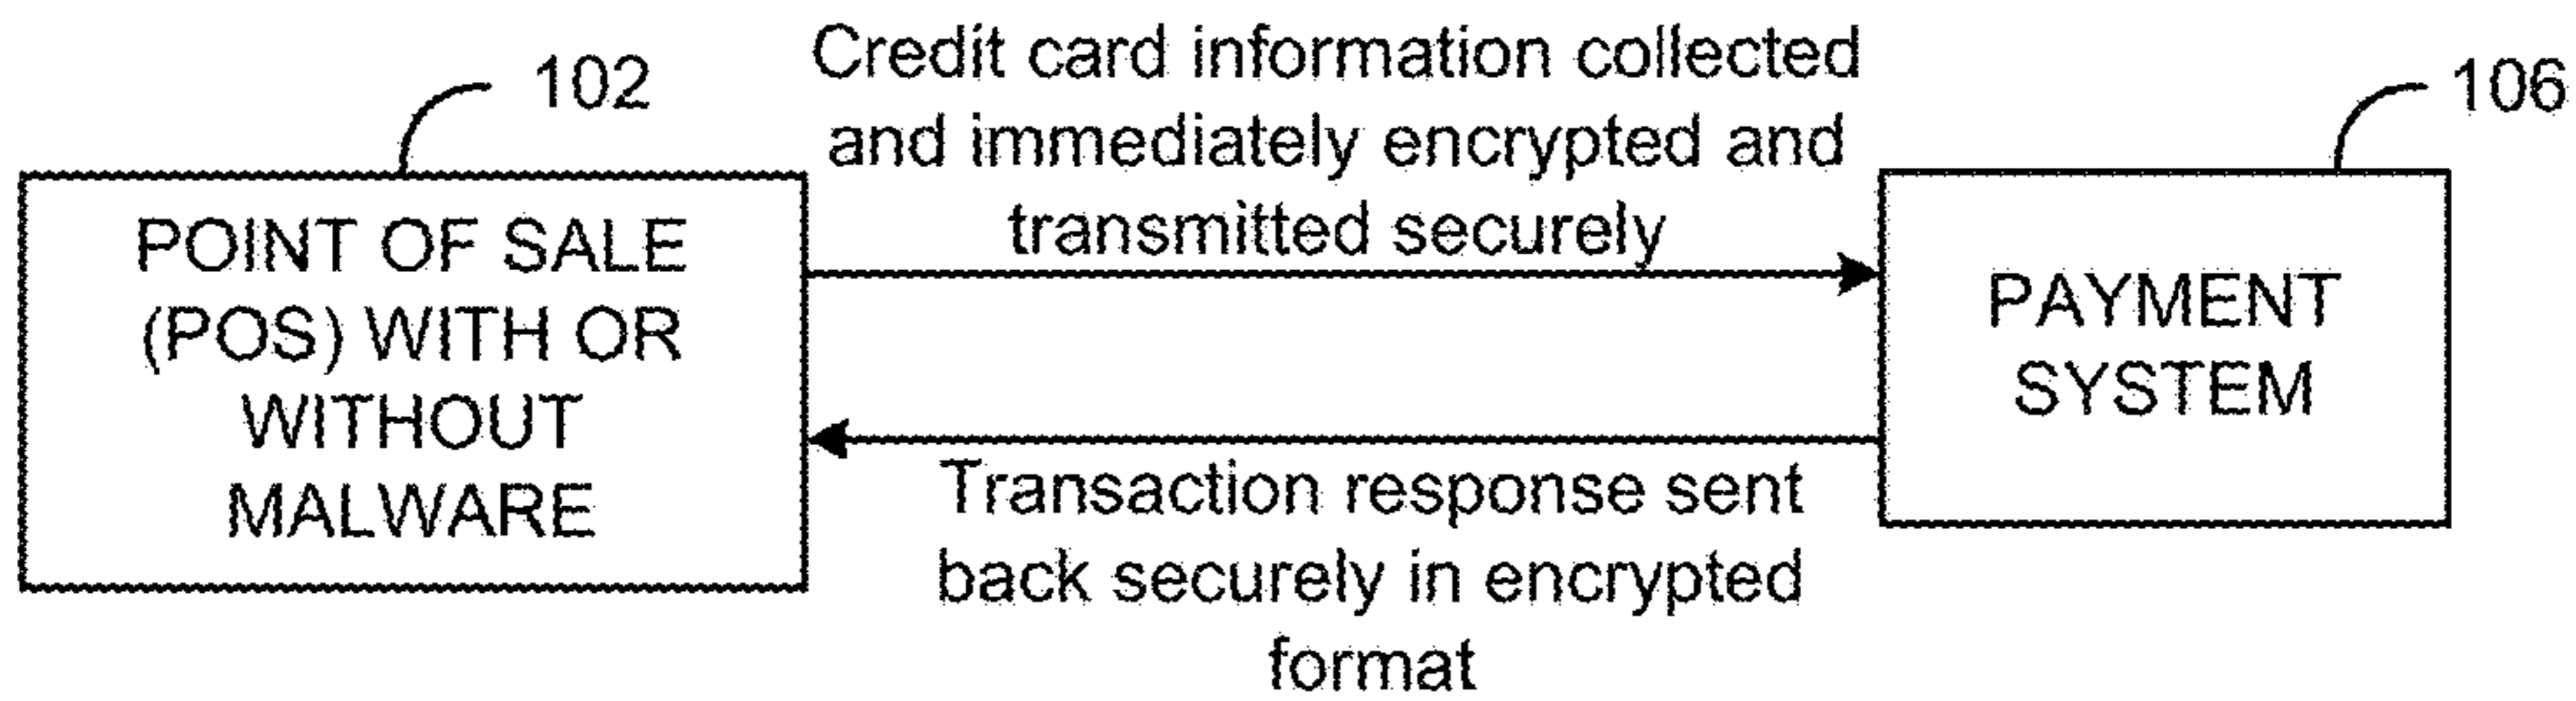 102
Credit card information collected
and immediately encrypted and
transmitted securely
106
POINT OF SALE
(POS) WITH OR
WITHOUT
MALWARE
PAYMENT
SYSTEM
Transaction response sent
back securely in encrypted
format